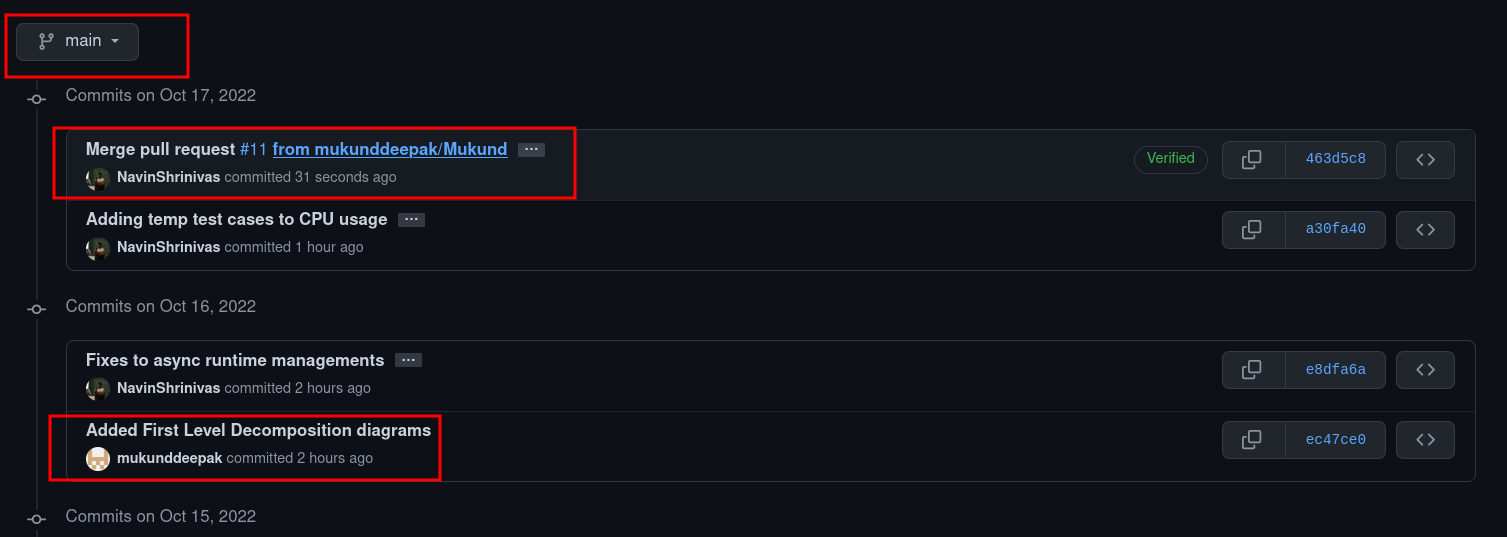 main
Commits on Oct 17, 2022
Merge pull request #11 from mukunddeepak/Mukund ...
NavinShrinivas committed 31 seconds ago
Verified
463d5c8
Adding temp test cases to CPU usage ...
NavinShrinivas committed 1 hour ago
a30fa40
Commits on Oct 16, 2022
Fixes to async runtime managements ...
NavinShrinivas committed 2 hours ago
e8dfa6a
Added First Level Decomposition diagrams
mukunddeepak committed 2 hours ago
ec47ce0
Commits on Oct 15, 2022